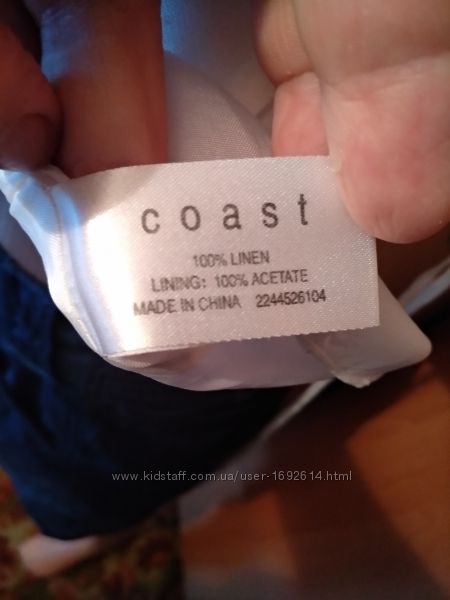 coast
100% LINEN
LINING: 100% ACETATE
MADE IN CHINA 2244526104
www.kidstaff.com.ua/user-1692614.html